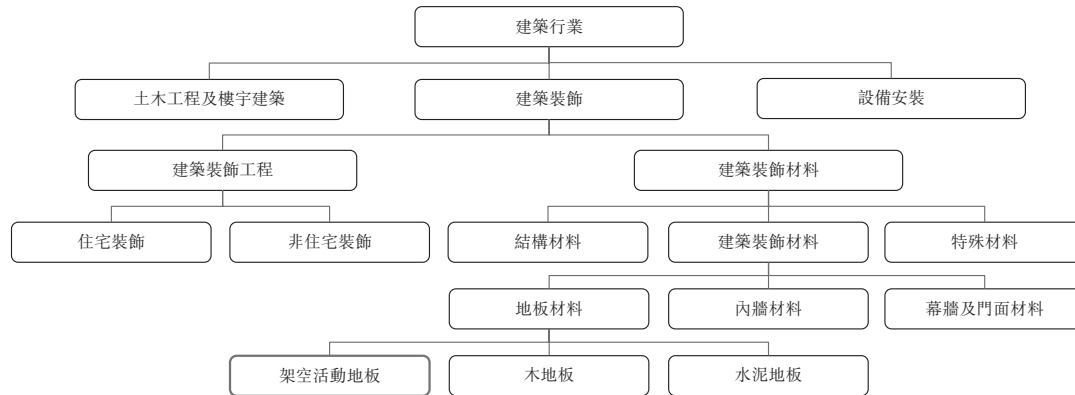 建築行業
土木工程及樓宇建築
建築裝飾
設備安裝
建築裝飾工程
建築裝飾材料
住宅裝飾
非住宅裝飾
結構材料
建築裝飾材料
特殊材料
地板材料
內牆材料
幕牆及門面材料
架空活動地板
木地板
水泥地板